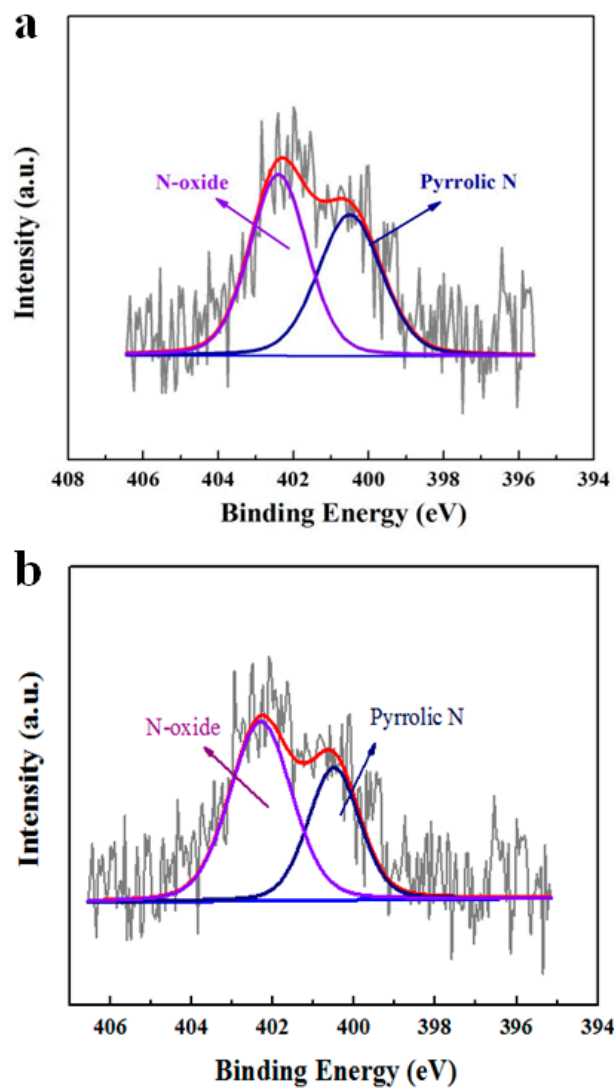 a
N-oxide
Pyrrolic N
Intensity (a.u.)
408 406 404 402 400 398 396 394
Binding Energy (eV)
b
Pyrrolic N
N-oxide
Intensity (a.u.)
406 404 402 400 398 396 394
Binding Energy (eV)